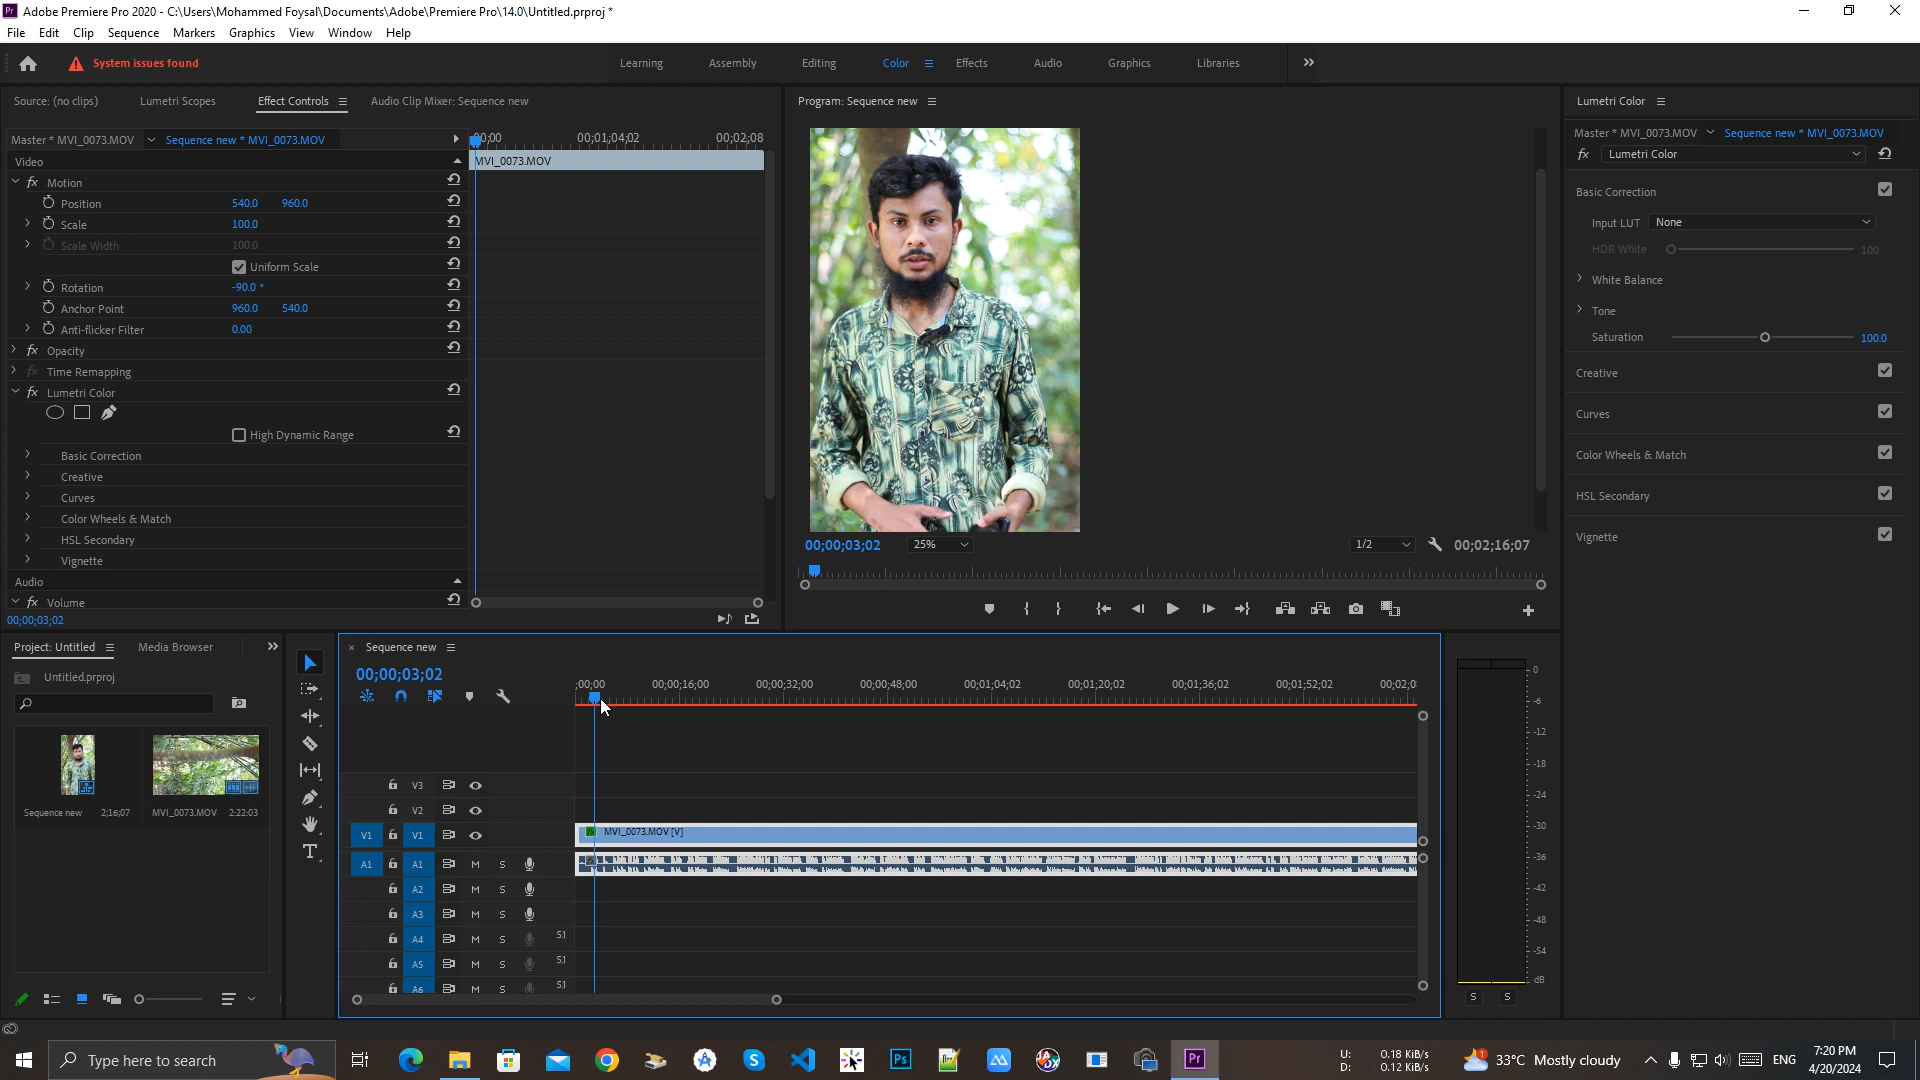 Adobe Premiere Pro 2020 - C:\Users\Mohammed Foysal\Documents\Adobe\Premiere Pro\14.0\Untitled.prproj *
File Edit Clip Sequence Markers Graphics View Window Help
System issues found
Learning Assembly Editing Color Effects Audio Graphics Libraries
Source: (no clips) Lumetri Scopes Effect Controls Audio Clip Mixer: Sequence new
Master * MVI_0073.MOV Sequence new * MVI_0073.MOV
00;00 00;01;04;02 00;02;08
MVI_0073.MOV
Video
fx Motion
Position 540.0 960.0
Scale 100.0
Scale Width 100.0
Uniform Scale
Rotation -90.0 °
Anchor Point 960.0 540.0
Anti-flicker Filter 0.00
fx Opacity
fx Time Remapping
fx Lumetri Color
High Dynamic Range
Basic Correction
Creative
Curves
Color Wheels & Match
HSL Secondary
Vignette
Audio
fx Volume
00;00;03;02
Program: Sequence new
00;00;03;02 25% 1/2 00;02;16;07
Lumetri Color
Master * MVI_0073.MOV Sequence new * MVI_0073.MOV
fx Lumetri Color
Basic Correction
Input LUT None
HDR White 100
White Balance
Tone
Saturation 100.0
Creative
Curves
Color Wheels & Match
HSL Secondary
Vignette
Project: Untitled Media Browser
Untitled.prproj
Sequence new 2;16;07 MVI_0073.MOV 2:22:03
Sequence new
00;00;03;02
;00;00 00;00;16;00 00;00;32;00 00;00;48;00 00;01;04;02 00;01;20;02 00;01;36;02 00;01;52;02 00;02;0
V3
V2
V1 V1 MVI_0073.MOV [V]
A1 A1 M S
A2 M S
A3 M S
A4 M S 5.1
A5 M S 5.1
A6 M S 5.1
0
-6
-12
-18
-24
-30
-36
-42
-48
-54
dB
S S
Type here to search
U: 0.18 KiB/s
D: 0.12 KiB/s
33°C Mostly cloudy
ENG
7:20 PM
4/20/2024